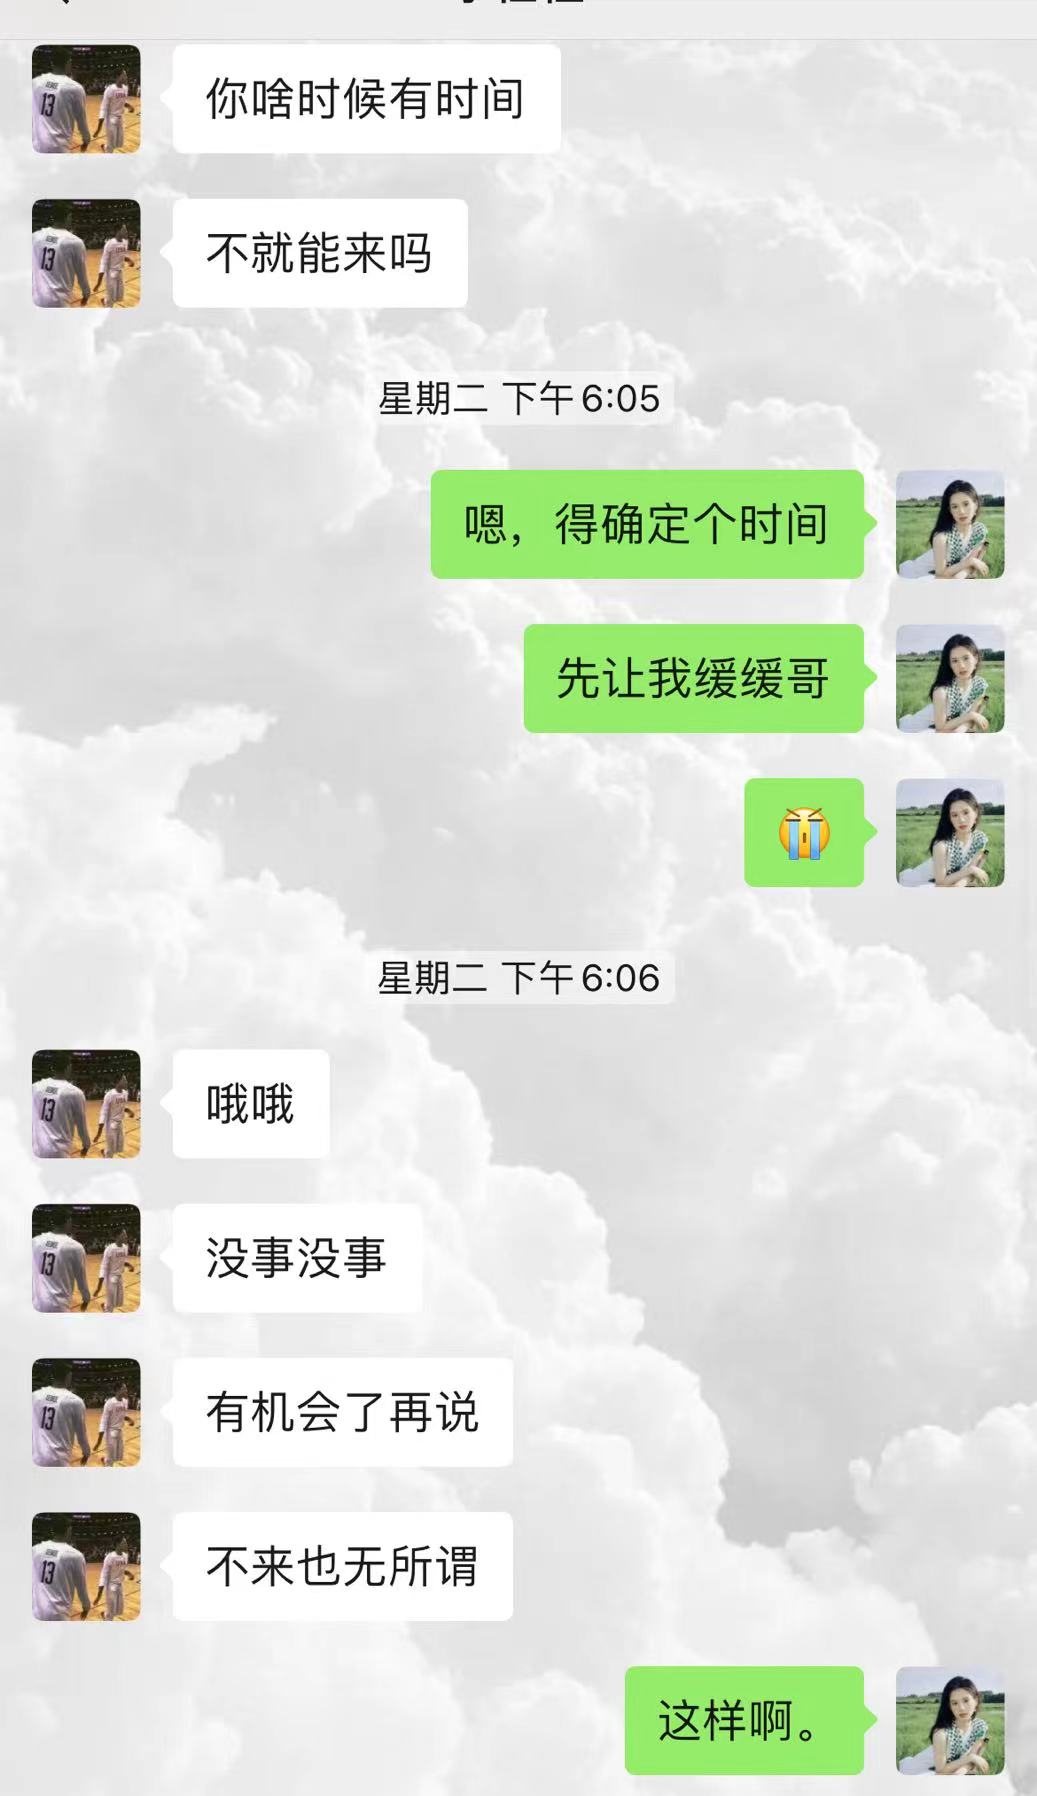 你啥时候有时间
不就能来吗
星期二 下午6:05
嗯，得确定个时间
先让我缓缓哥
😭
星期二 下午6:06
哦哦
没事没事
有机会了再说
不来也无所谓
这样啊。